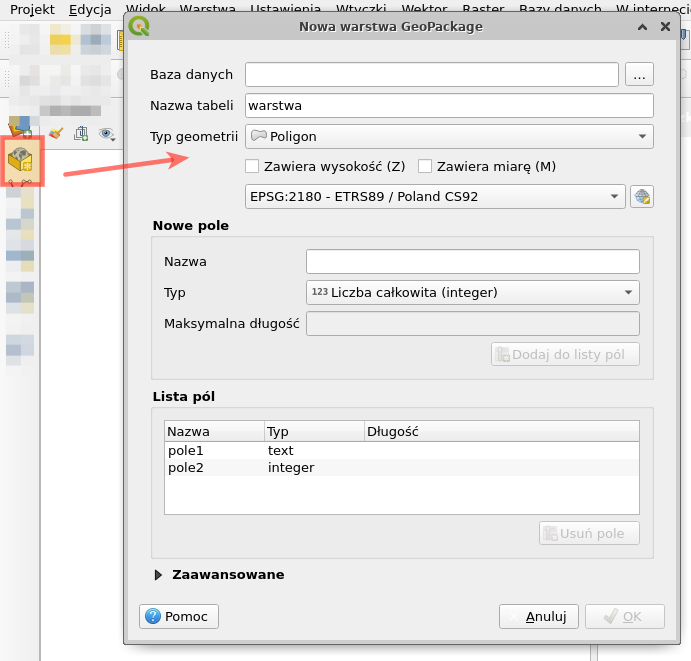 Projekt Edycja Widok Warstwa Ustawienia Wtyczki Wektor Raster Bazy danych W internecie
Nowa warstwa GeoPackage
Baza danych ...
Nazwa tabeli warstwa
Typ geometrii Poligon
Zawiera wysokość (Z) Zawiera miarę (M)
EPSG:2180 - ETRS89 / Poland CS92
Nowe pole
Nazwa
Typ 123 Liczba całkowita (integer)
Maksymalna długość
Dodaj do listy pól
Lista pól
Nazwa Typ Długość
pole1 text
pole2 integer
Usuń pole
Zaawansowane
? Pomoc Anuluj OK